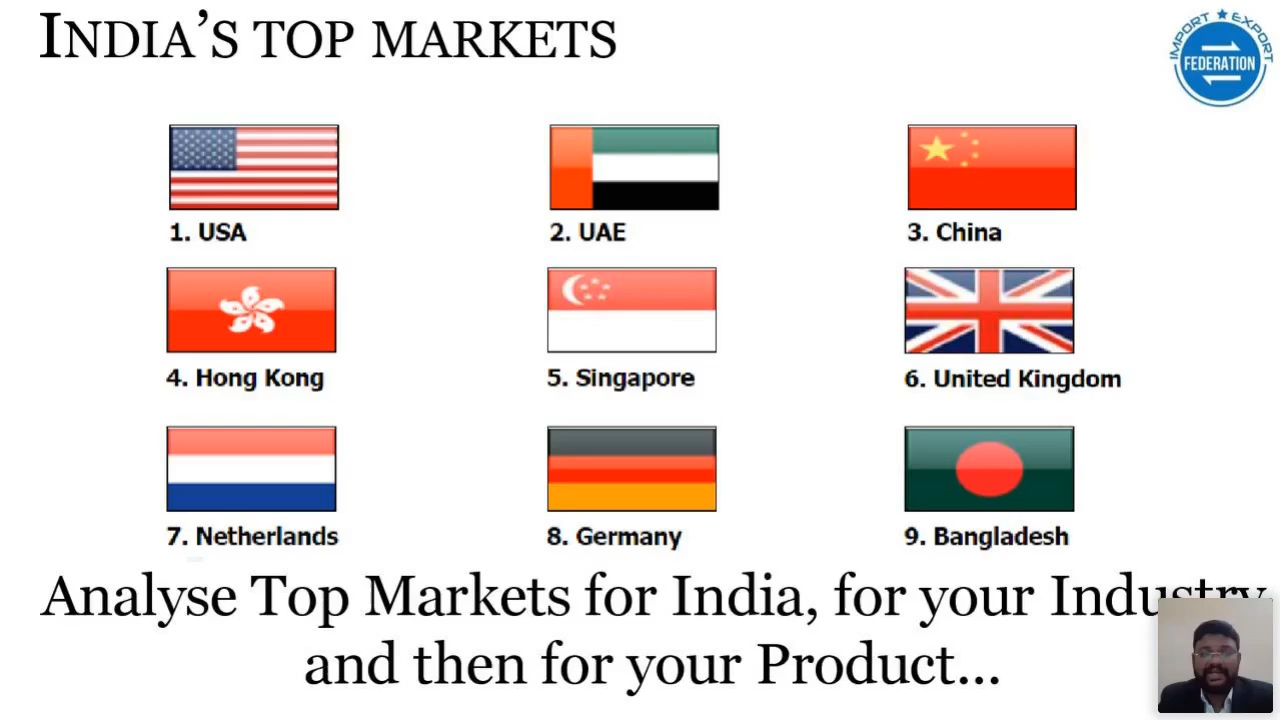 INDIA'S TOP MARKETS
IMPORT ★ EXPORT
FEDERATION
1. USA
2. UAE
3. China
4. Hong Kong
5. Singapore
6. United Kingdom
7. Netherlands
8. Germany
9. Bangladesh
Analyse Top Markets for India, for your Industry
and then for your Product...